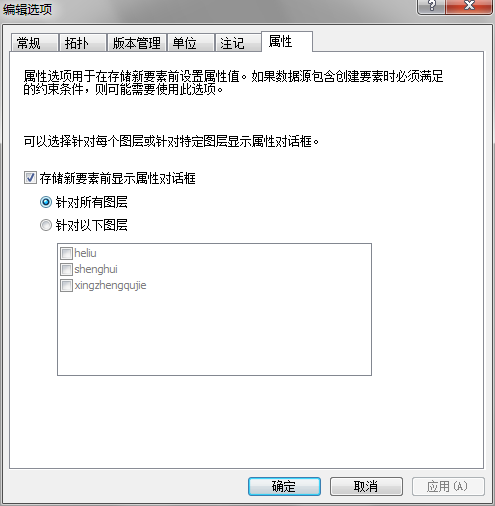 编辑选项
常规 拓扑 版本管理 单位 注记 属性
属性选项用于在存储新要素前设置属性值。如果数据源包含创建要素时必须满足
的约束条件，则可能需要使用此选项。
可以选择针对每个图层或针对特定图层显示属性对话框。
存储新要素前显示属性对话框
针对所有图层
针对以下图层
heliu
shenghui
xingzhengqujie
确定 取消 应用(A)